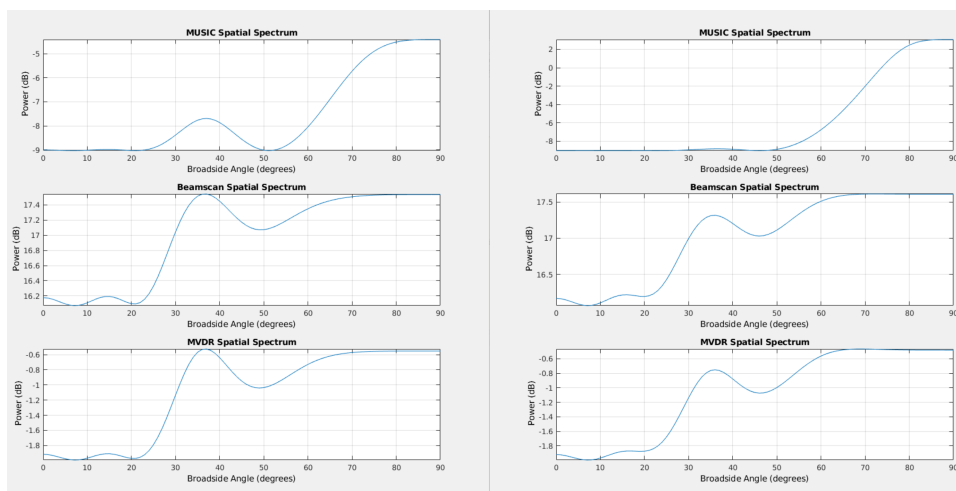 MUSIC Spatial Spectrum
Power (dB)
-5
-6
-7
-8
-9
0 10 20 30 40 50 60 70 80 90
Broadside Angle (degrees)
Beamscan Spatial Spectrum
Power (dB)
17.4
17.2
17
16.8
16.6
16.4
16.2
0 10 20 30 40 50 60 70 80 90
Broadside Angle (degrees)
MVDR Spatial Spectrum
Power (dB)
-0.6
-0.8
-1
-1.2
-1.4
-1.6
-1.8
0 10 20 30 40 50 60 70 80 90
Broadside Angle (degrees)
MUSIC Spatial Spectrum
Power (dB)
2
0
-2
-4
-6
-8
0 10 20 30 40 50 60 70 80 90
Broadside Angle (degrees)
Beamscan Spatial Spectrum
Power (dB)
17.5
17
16.5
0 10 20 30 40 50 60 70 80 90
Broadside Angle (degrees)
MVDR Spatial Spectrum
Power (dB)
-0.6
-0.8
-1
-1.2
-1.4
-1.6
-1.8
0 10 20 30 40 50 60 70 80 90
Broadside Angle (degrees)